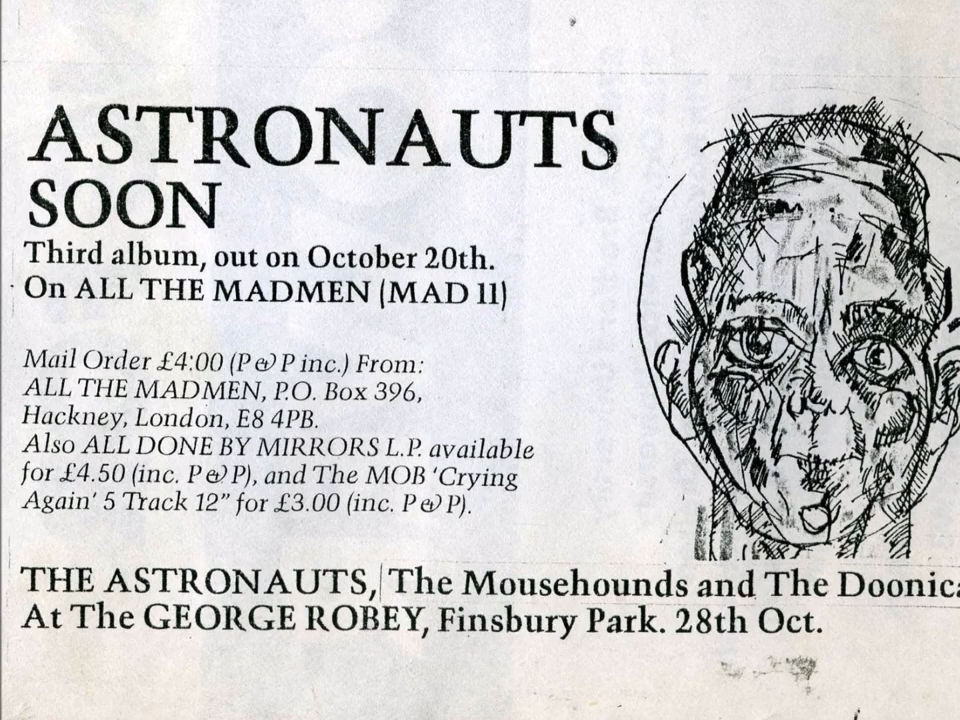 ASTRONAUTS
SOON
Third album, out on October 20th.
On ALL THE MADMEN (MAD 11)
Mail Order £4:00 (P & P inc.) From:
ALL THE MADMEN, P.O. Box 396,
Hackney, London, E8 4PB.
Also ALL DONE BY MIRRORS L.P. available
for £4.50 (inc. P & P), and The MOB 'Crying
Again' 5 Track 12” for £3.00 (inc. P & P).
THE ASTRONAUTS, The Mousehounds and The Doonica
At The GEORGE ROBEY, Finsbury Park. 28th Oct.